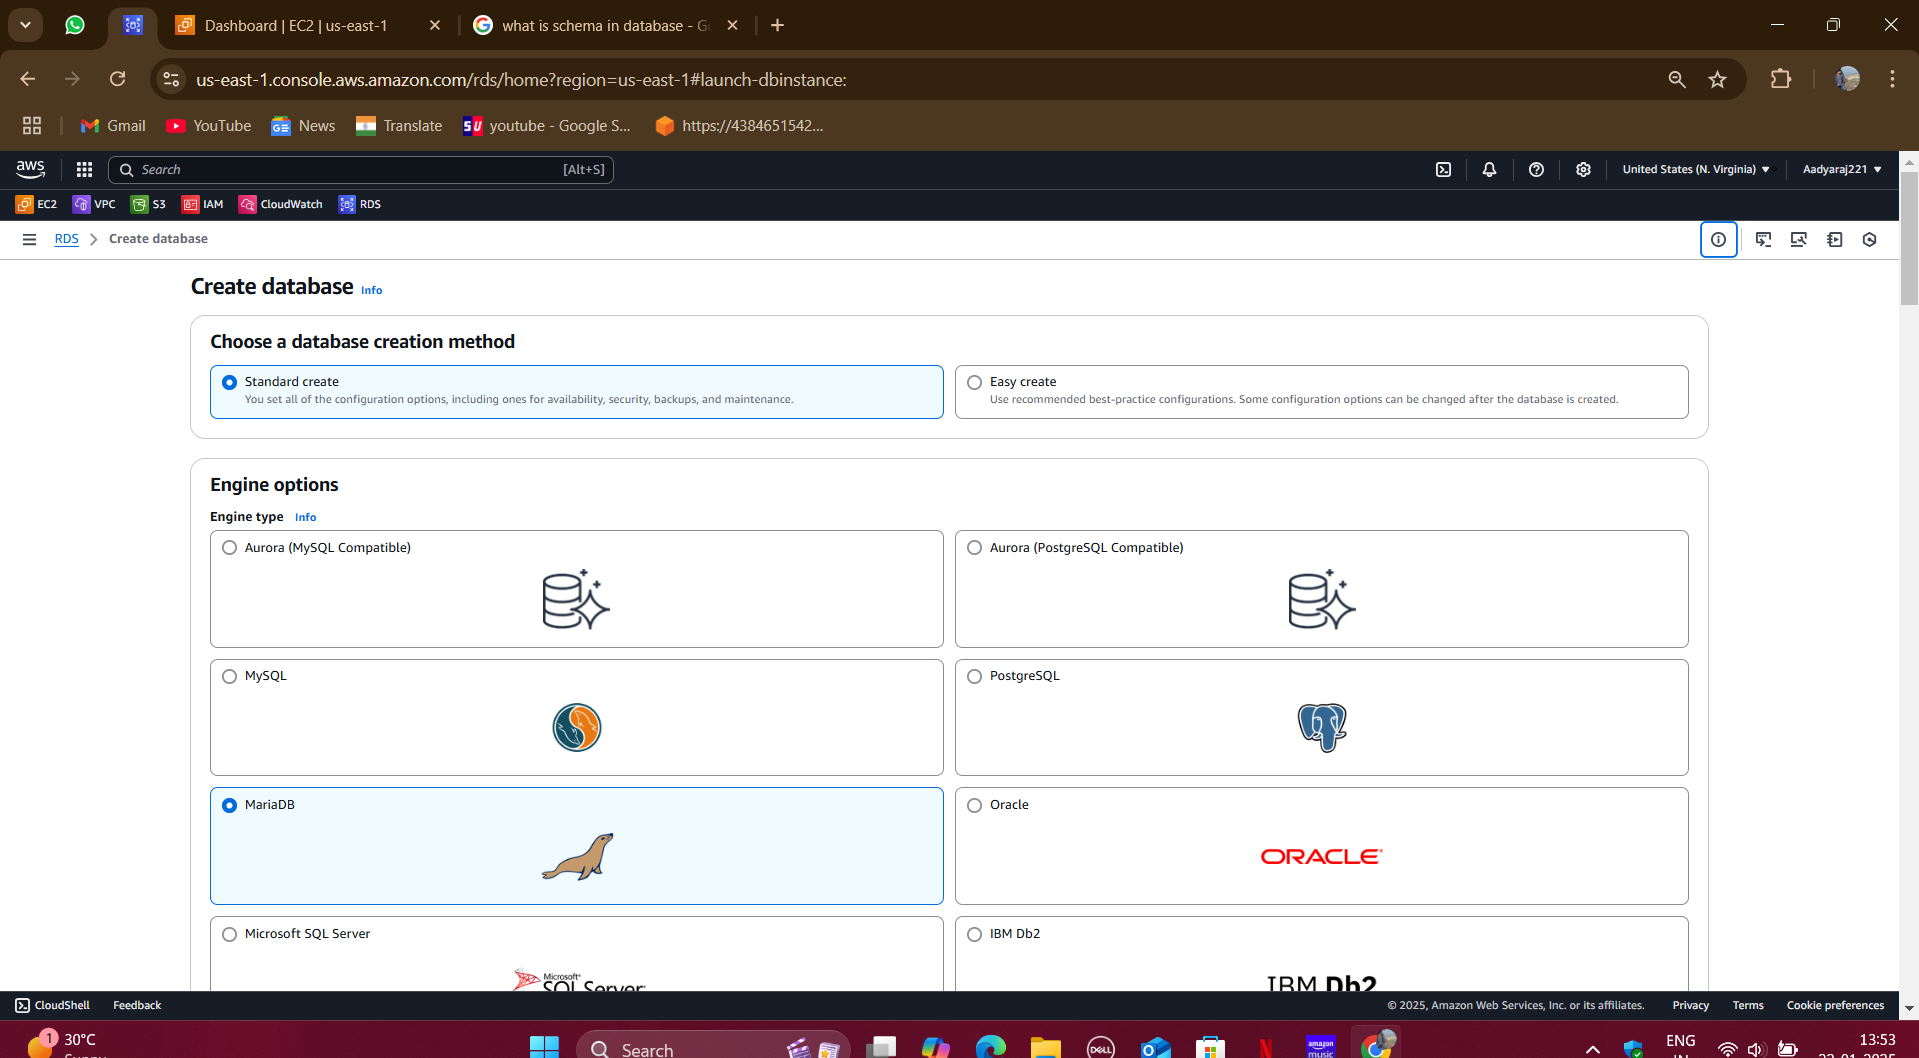 Dashboard | EC2 | us-east-1
what is schema in database - G
us-east-1.console.aws.amazon.com/rds/home?region=us-east-1#launch-dbinstance:
Gmail
YouTube
News
Translate
youtube - Google S...
https://4384651542...
aws
Search
[Alt+S]
United States (N. Virginia)
Aadyaraj221
EC2
VPC
S3
IAM
CloudWatch
RDS
RDS
Create database
Create database Info
Choose a database creation method
Standard create
You set all of the configuration options, including ones for availability, security, backups, and maintenance.
Easy create
Use recommended best-practice configurations. Some configuration options can be changed after the database is created.
Engine options
Engine type Info
Aurora (MySQL Compatible)
Aurora (PostgreSQL Compatible)
MySQL
PostgreSQL
MariaDB
Oracle
ORACLE
Microsoft SQL Server
IBM Db2
Microsoft
SQL Server
IBM Db2
CloudShell
Feedback
© 2025, Amazon Web Services, Inc. or its affiliates.
Privacy
Terms
Cookie preferences
1
30°C
Sunny
Search
DELL
amazon
music
ENG
IN
13:53